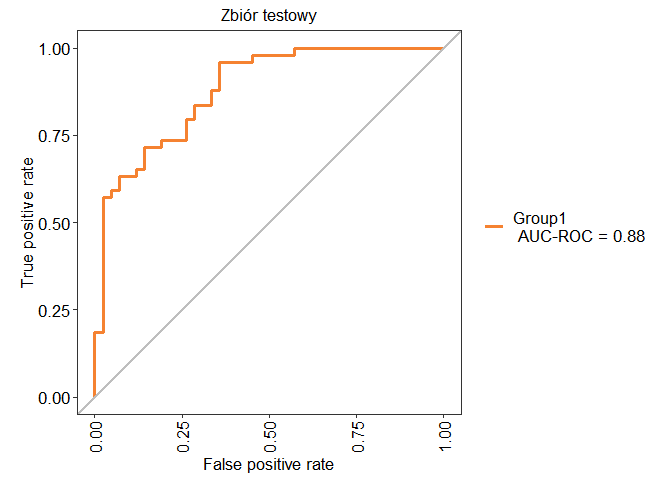 Zbiór testowy
True positive rate
1.00
0.75
0.50
0.25
0.00
0.00
0.25
0.50
0.75
1.00
False positive rate
Group1
AUC-ROC = 0.88